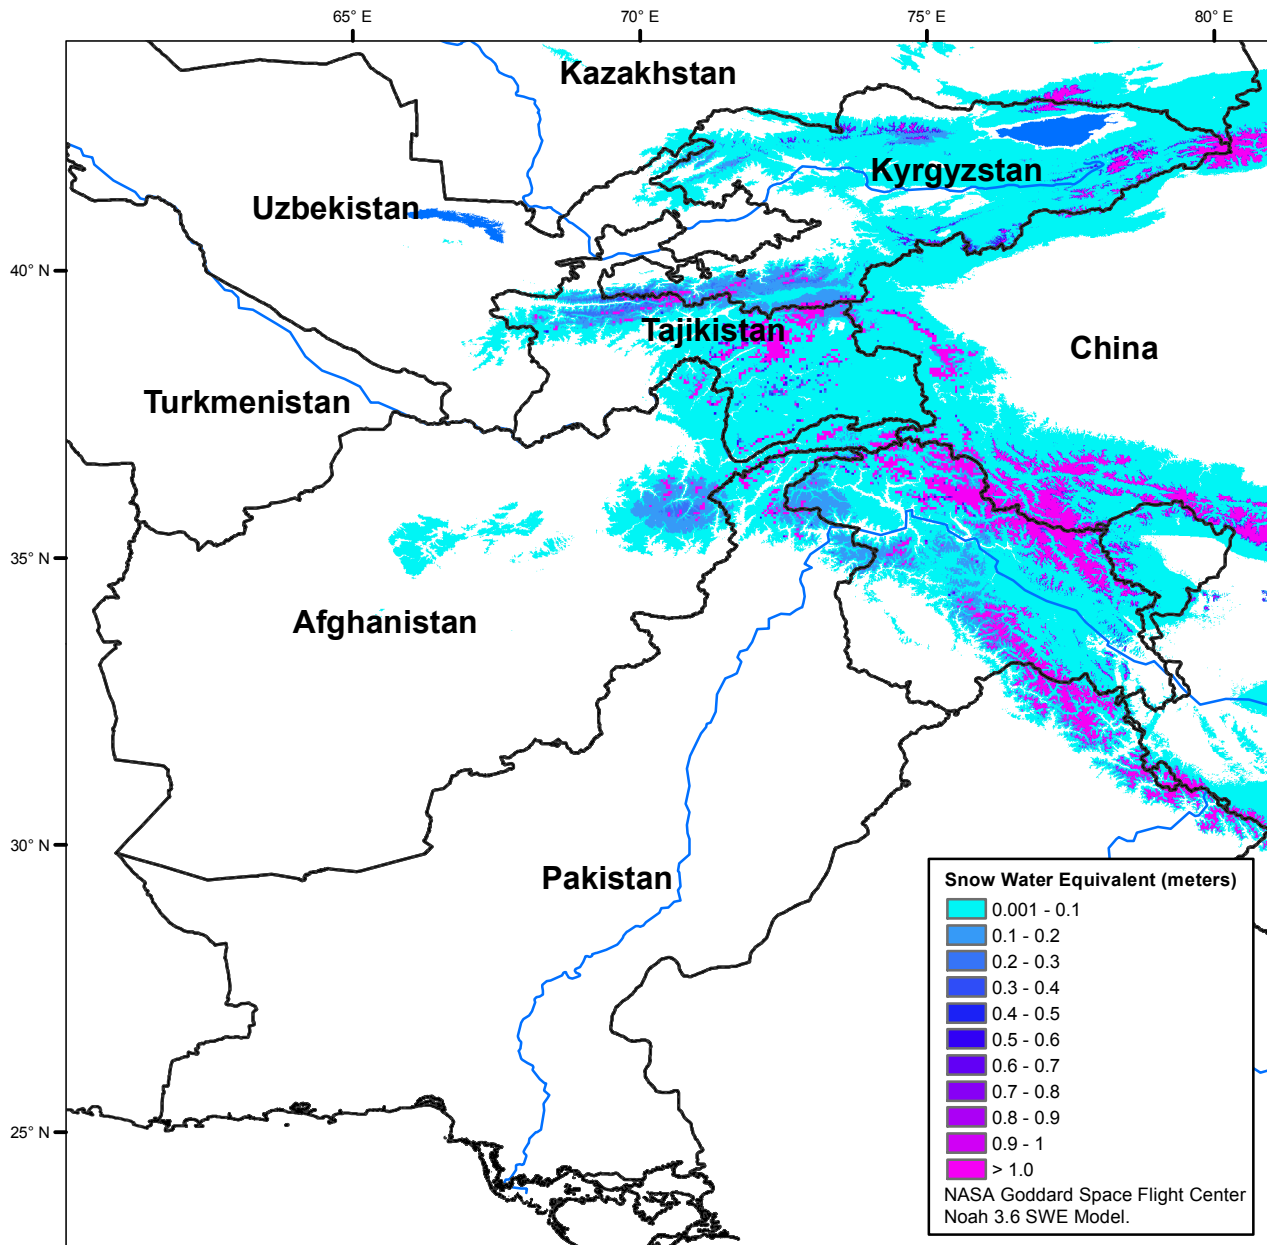 65° E
70° E
75° E
80° E
Kazakhstan
Kyrgyzstan
Uzbekistan
40° N
Tajikistan
China
Turkmenistan
35° N
Afghanistan
30° N
Pakistan
25° N
Snow Water Equivalent (meters)
0.001 - 0.1
0.1 - 0.2
0.2 - 0.3
0.3 - 0.4
0.4 - 0.5
0.5 - 0.6
0.6 - 0.7
0.7 - 0.8
0.8 - 0.9
0.9 - 1
> 1.0
NASA Goddard Space Flight Center
Noah 3.6 SWE Model.